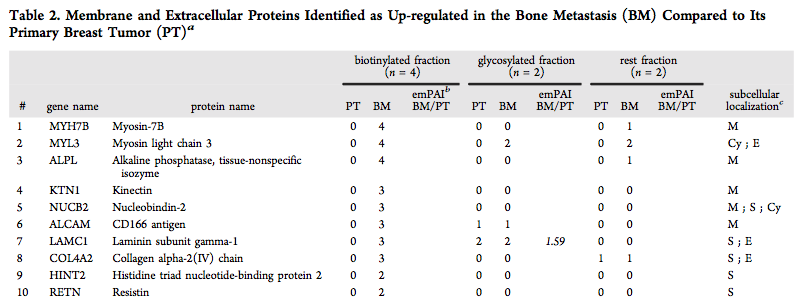 Table 2. Membrane and Extracellular Proteins Identified as Up-regulated in the Bone Metastasis (BM) Compared to Its
Primary Breast Tumor (PT)a
biotinylated fraction glycosylated fraction rest fraction
(n = 4) (n = 2) (n = 2)
emPAIb emPAI emPAI subcellular
# gene name protein name PT BM BM/PT PT BM BM/PT PT BM BM/PT localizationc
1 MYH7B Myosin-7B 0 4 0 0 0 1 M
2 MYL3 Myosin light chain 3 0 4 0 2 0 2 Cy ; E
3 ALPL Alkaline phosphatase, tissue-nonspecific 0 4 0 0 0 1 M
isozyme
4 KTN1 Kinectin 0 3 0 0 0 0 M
5 NUCB2 Nucleobindin-2 0 3 0 0 0 0 M ; S ; Cy
6 ALCAM CD166 antigen 0 3 1 1 0 0 M
7 LAMC1 Laminin subunit gamma-1 0 3 2 2 1.59 0 0 S ; E
8 COL4A2 Collagen alpha-2(IV) chain 0 3 0 0 1 1 S ; E
9 HINT2 Histidine triad nucleotide-binding protein 2 0 2 0 0 0 0 S
10 RETN Resistin 0 2 0 0 0 0 S